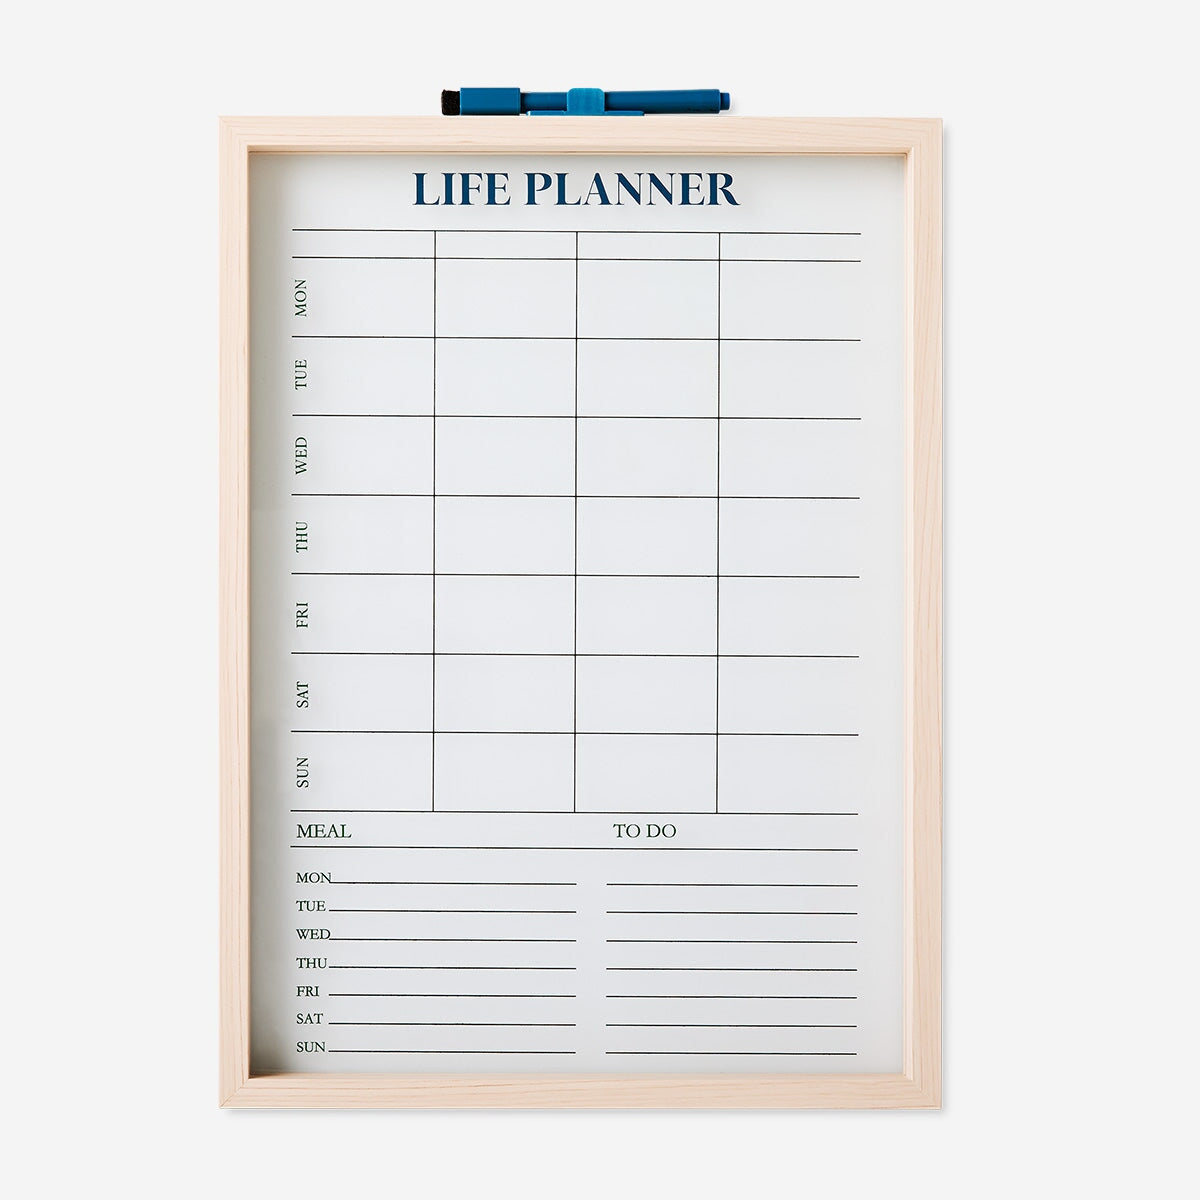 LIFE PLANNER
MON
TUE
WED
THU
FRI
SAT
SUN
MEAL TO DO
MON
TUE
WED
THU
FRI
SAT
SUN